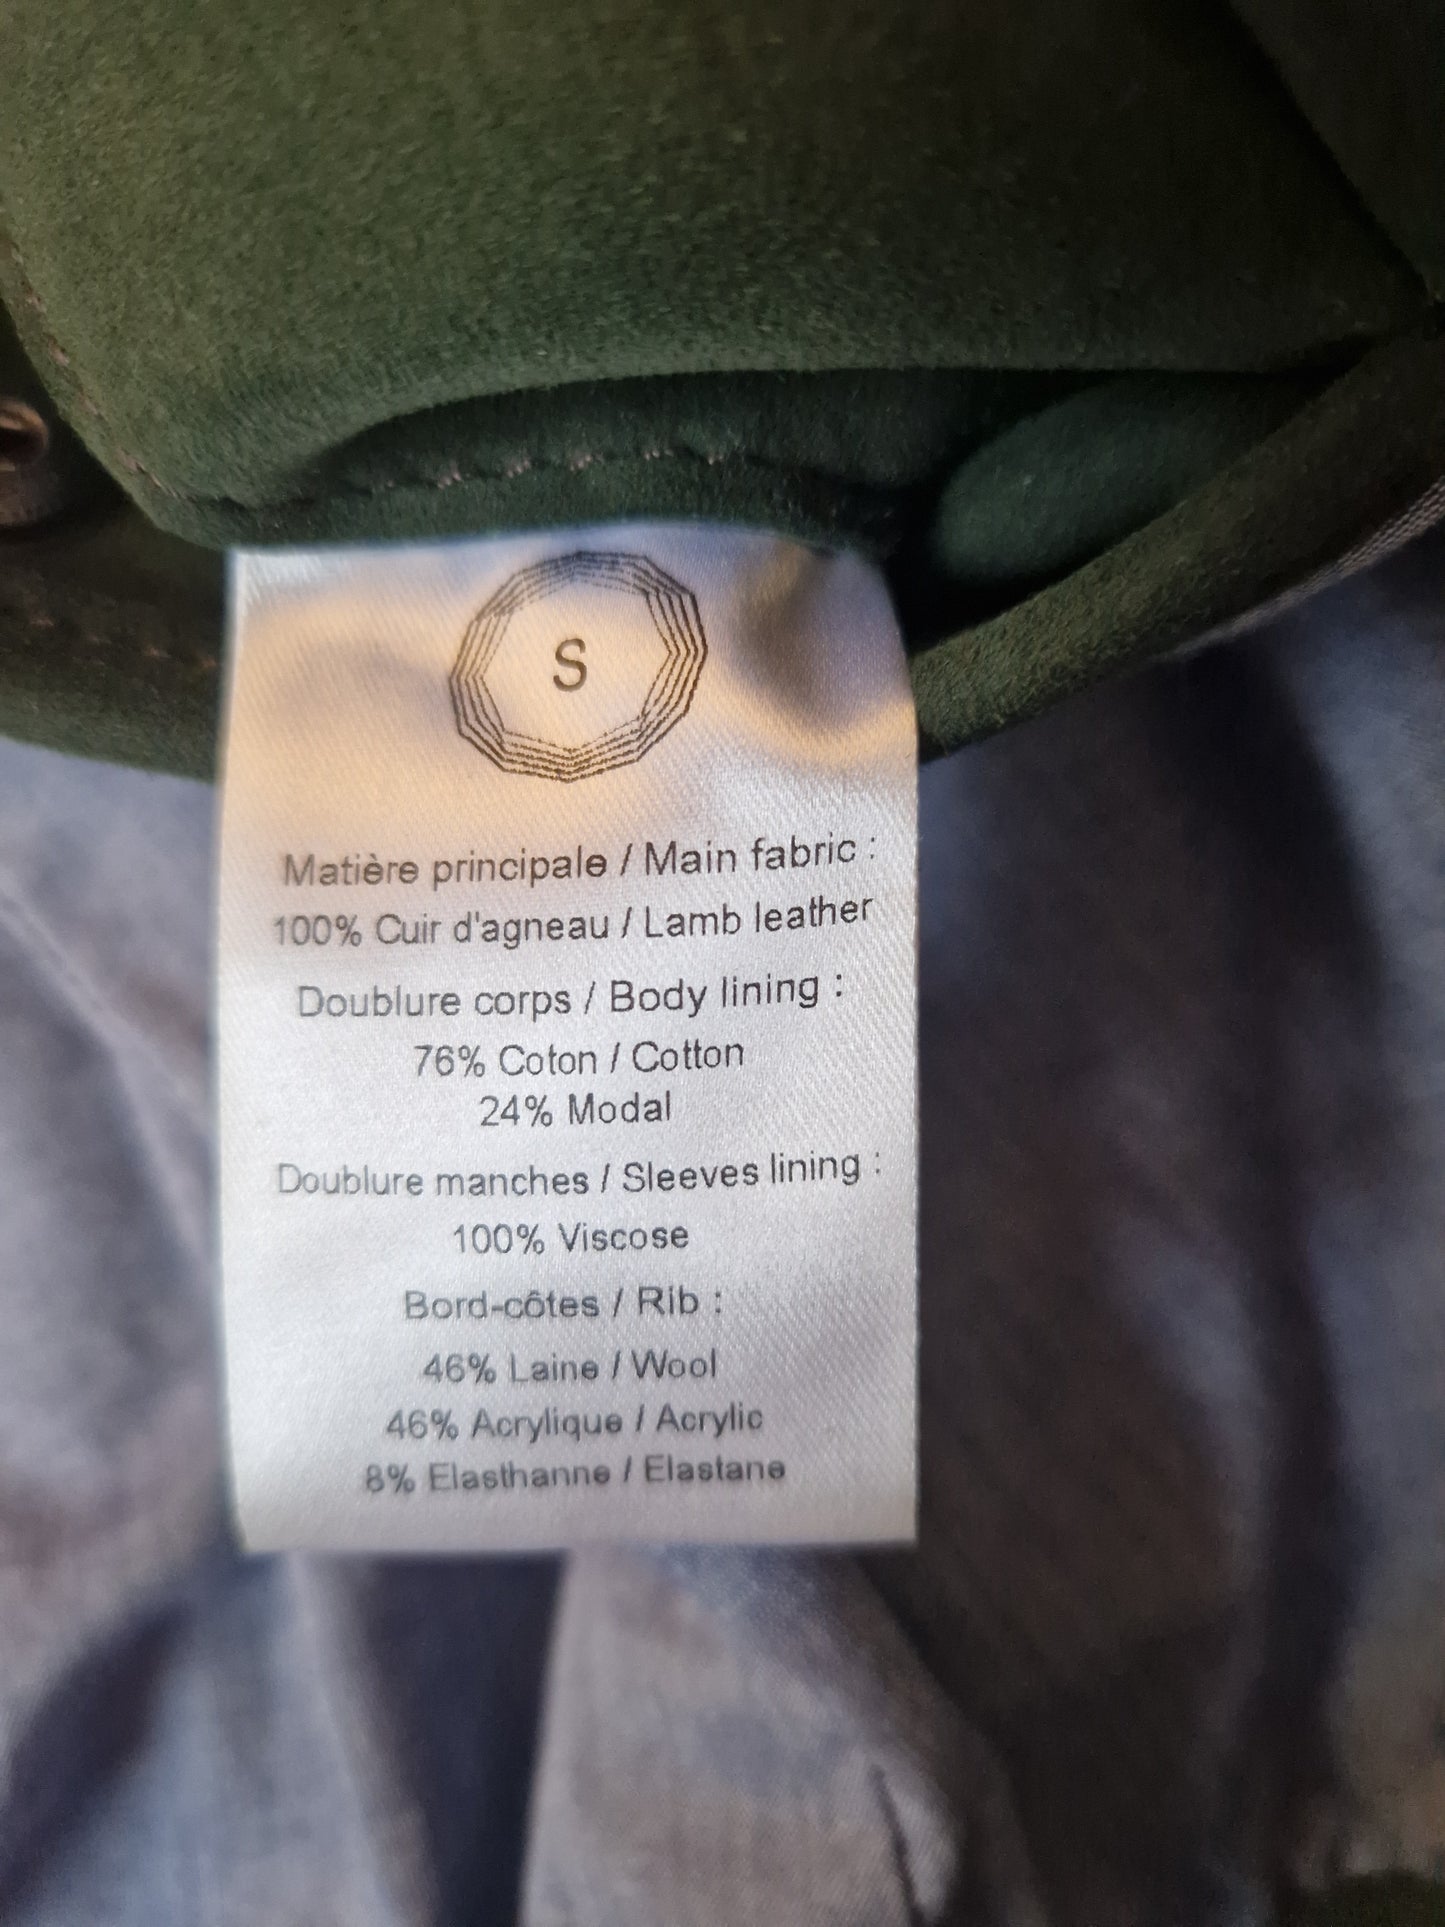 S
Matière principale / Main fabric :
100% Cuir d'agneau / Lamb leather
Doublure corps / Body lining :
76% Coton / Cotton
24% Modal
Doublure manches / Sleeves lining :
100% Viscose
Bord-côtes / Rib :
46% Laine / Wool
46% Acrylique / Acrylic
8% Elasthanne / Elastane